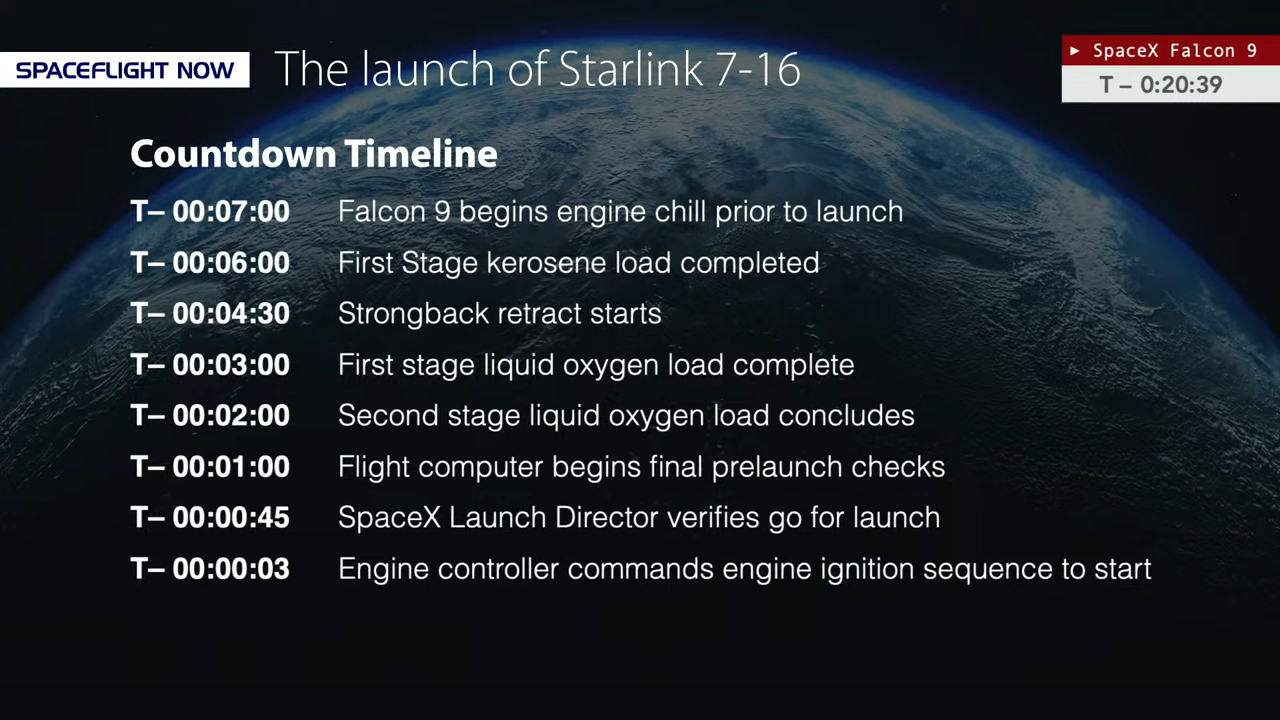 SPACEFLIGHT NOW
The launch of Starlink 7-16
► SpaceX Falcon 9
T – 0:20:39
Countdown Timeline
T– 00:07:00 Falcon 9 begins engine chill prior to launch
T– 00:06:00 First Stage kerosene load completed
T– 00:04:30 Strongback retract starts
T– 00:03:00 First stage liquid oxygen load complete
T– 00:02:00 Second stage liquid oxygen load concludes
T– 00:01:00 Flight computer begins final prelaunch checks
T– 00:00:45 SpaceX Launch Director verifies go for launch
T– 00:00:03 Engine controller commands engine ignition sequence to start